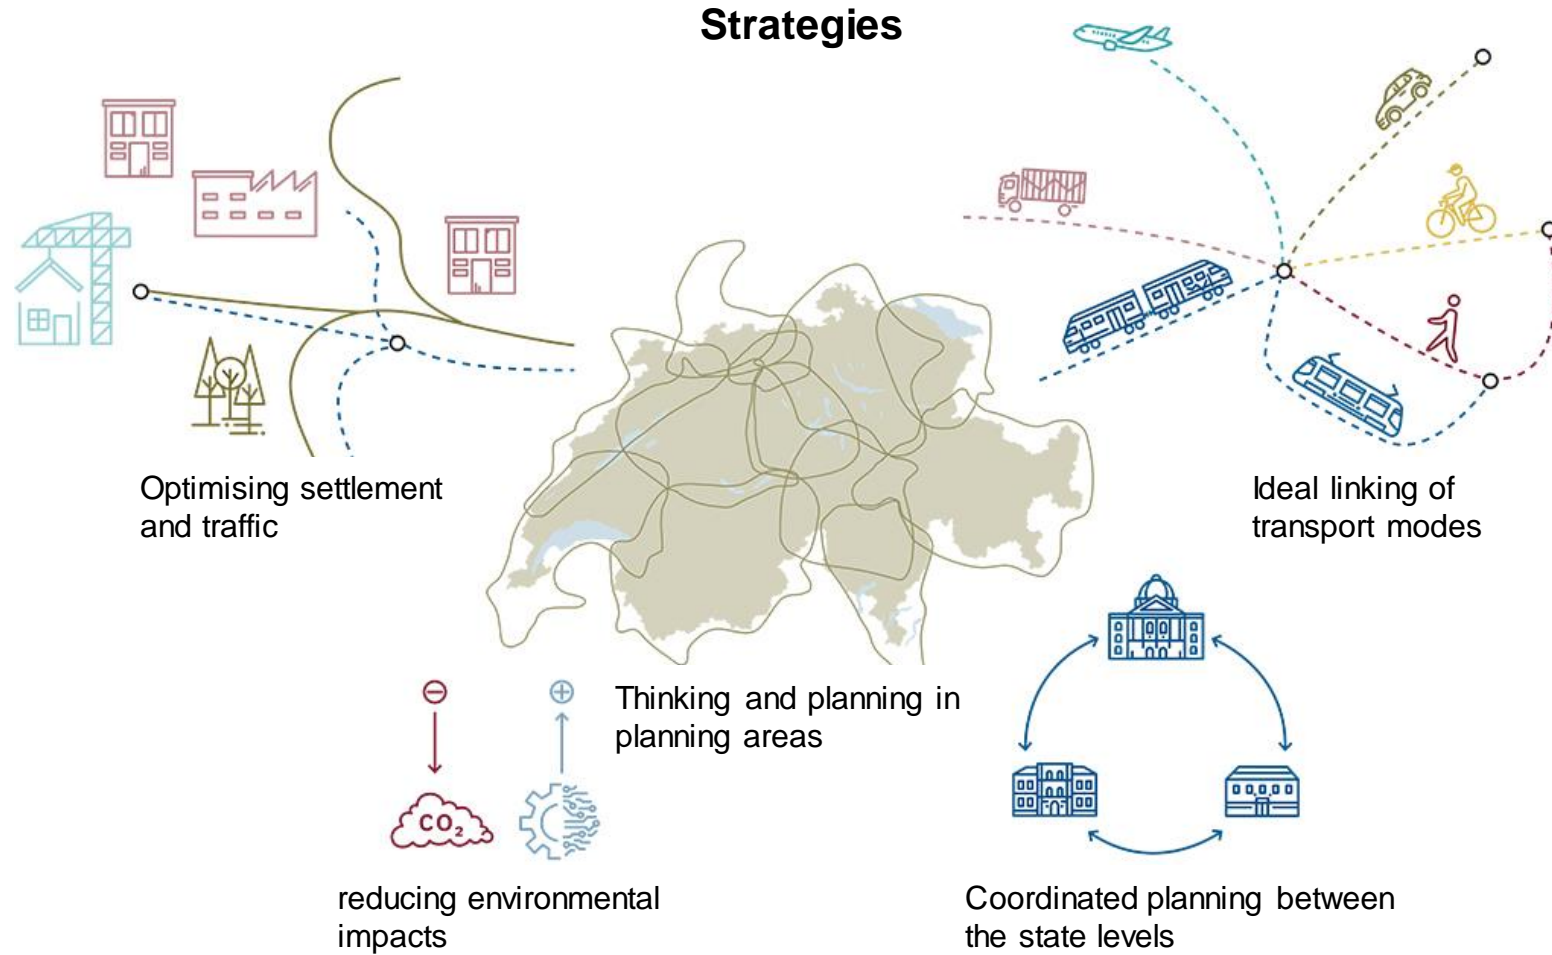 Strategies
Optimising settlement
and traffic
Ideal linking of
transport modes
Thinking and planning in
planning areas
CO₂
reducing environmental
impacts
Coordinated planning between
the state levels